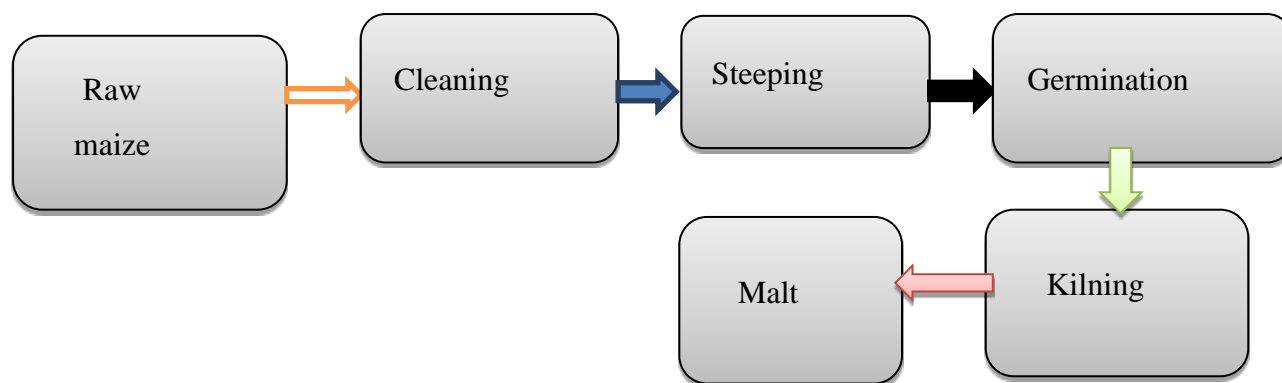 Raw
maize
Cleaning
Steeping
Germination
Kilning
Malt